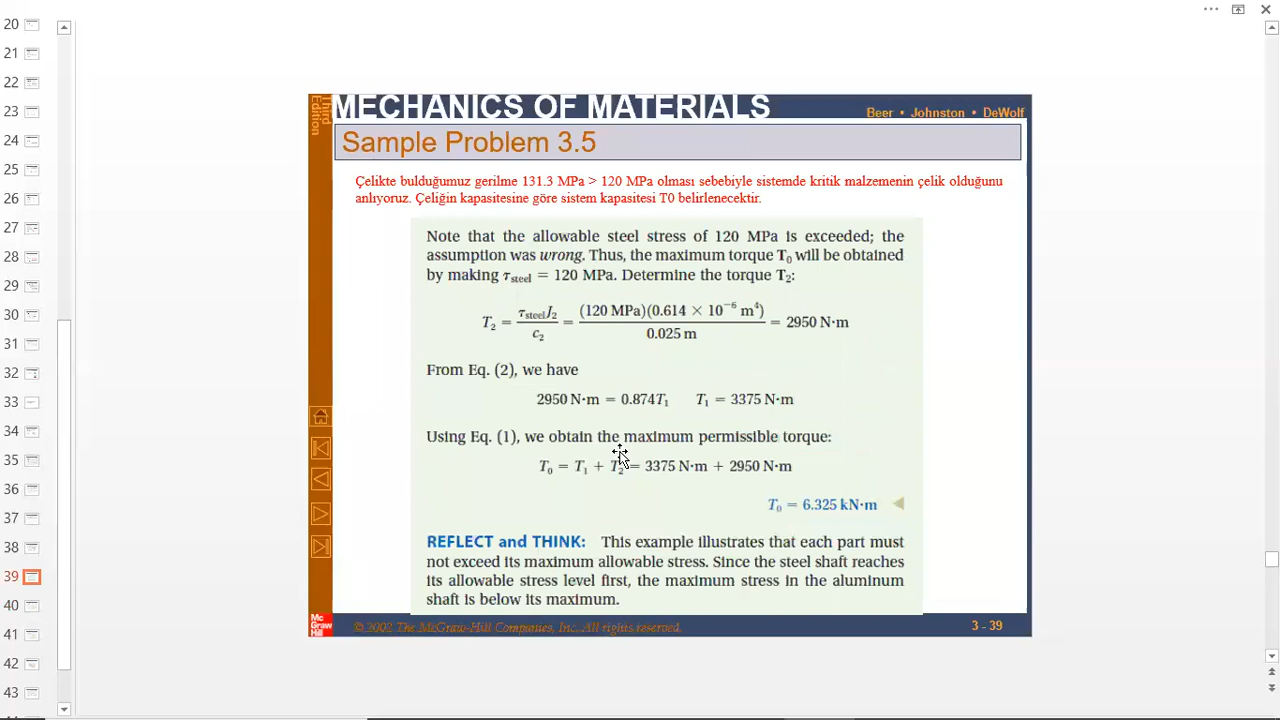 20
21
22
23
24
25
26
27
28
29
30
31
32
33
34
35
36
37
38
39
40
41
42
43
Third Edition
MECHANICS OF MATERIALS
Beer • Johnston • DeWolf
Sample Problem 3.5
Çelikte bulduğumuz gerilme 131.3 MPa > 120 MPa olması sebebiyle sistemde kritik malzemenin çelik olduğunu
anlıyoruz. Çeliğin kapasitesine göre sistem kapasitesi T0 belirlenecektir.
Note that the allowable steel stress of 120 MPa is exceeded; the
assumption was wrong. Thus, the maximum torque T₀ will be obtained
by making τsteel = 120 MPa. Determine the torque T₂:
T₂ = τsteel J₂ / c₂ = (120 MPa)(0.614 × 10⁻⁶ m⁴) / 0.025 m = 2950 N·m
From Eq. (2), we have
2950 N·m = 0.874T₁ T₁ = 3375 N·m
Using Eq. (1), we obtain the maximum permissible torque:
T₀ = T₁ + T₂ = 3375 N·m + 2950 N·m
T₀ = 6.325 kN·m
REFLECT and THINK: This example illustrates that each part must
not exceed its maximum allowable stress. Since the steel shaft reaches
its allowable stress level first, the maximum stress in the aluminum
shaft is below its maximum.
Mc Graw Hill
© 2002 The McGraw-Hill Companies, Inc. All rights reserved.
3 - 39